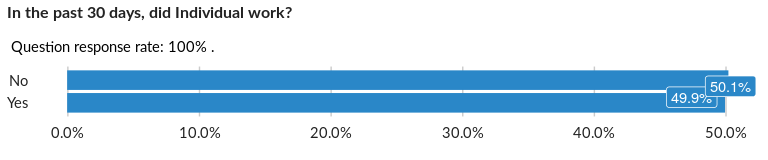 In the past 30 days, did Individual work?
Question response rate: 100% .
No
50.1%
Yes
49.9%
0.0% 10.0% 20.0% 30.0% 40.0% 50.0%